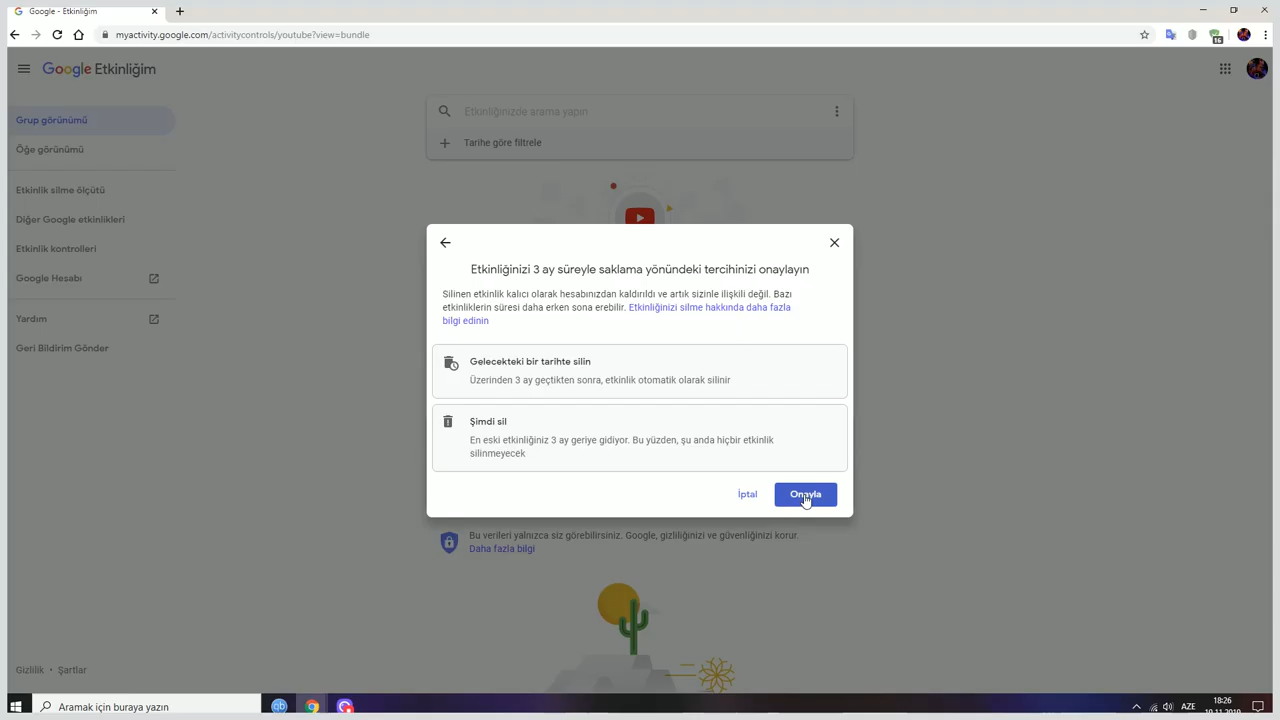 Google - Etkinliğim
myactivity.google.com/activitycontrols/youtube?view=bundle
15
Google Etkinliğim
Etkinliğinizde arama yapın
Tarihe göre filtrele
Grup görünümü
Öğe görünümü
Etkinlik silme ölçütü
Diğer Google etkinlikleri
Etkinlik kontrolleri
Google Hesabı
Yardım
Geri Bildirim Gönder
Etkinliğinizi 3 ay süreyle saklama yönündeki tercihinizi onaylayın
Silinen etkinlik kalıcı olarak hesabınızdan kaldırıldı ve artık sizinle ilişkili değil. Bazı
etkinliklerin süresi daha erken sona erebilir. Etkinliğinizi silme hakkında daha fazla
bilgi edinin
Gelecekteki bir tarihte silin
Üzerinden 3 ay geçtikten sonra, etkinlik otomatik olarak silinir
Şimdi sil
En eski etkinliğiniz 3 ay geriye gidiyor. Bu yüzden, şu anda hiçbir etkinlik
silinmeyecek
İptal
Onayla
Bu verileri yalnızca siz görebilirsiniz. Google, gizliliğinizi ve güvenliğinizi korur.
Daha fazla bilgi
Gizlilik • Şartlar
Aramak için buraya yazın
qb
AZE
18:26
19.11.2019